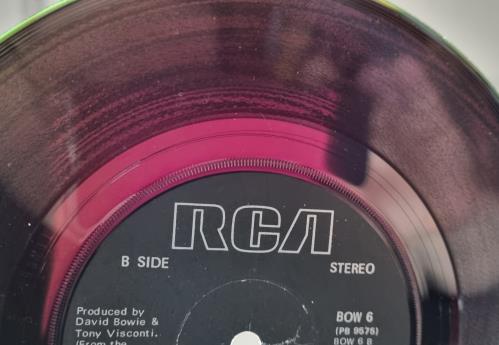 RCA
B SIDE
STEREO
Produced by
David Bowie &
Tony Visconti.
(From the
BOW 6
(PB 9576)
BOW 6 B